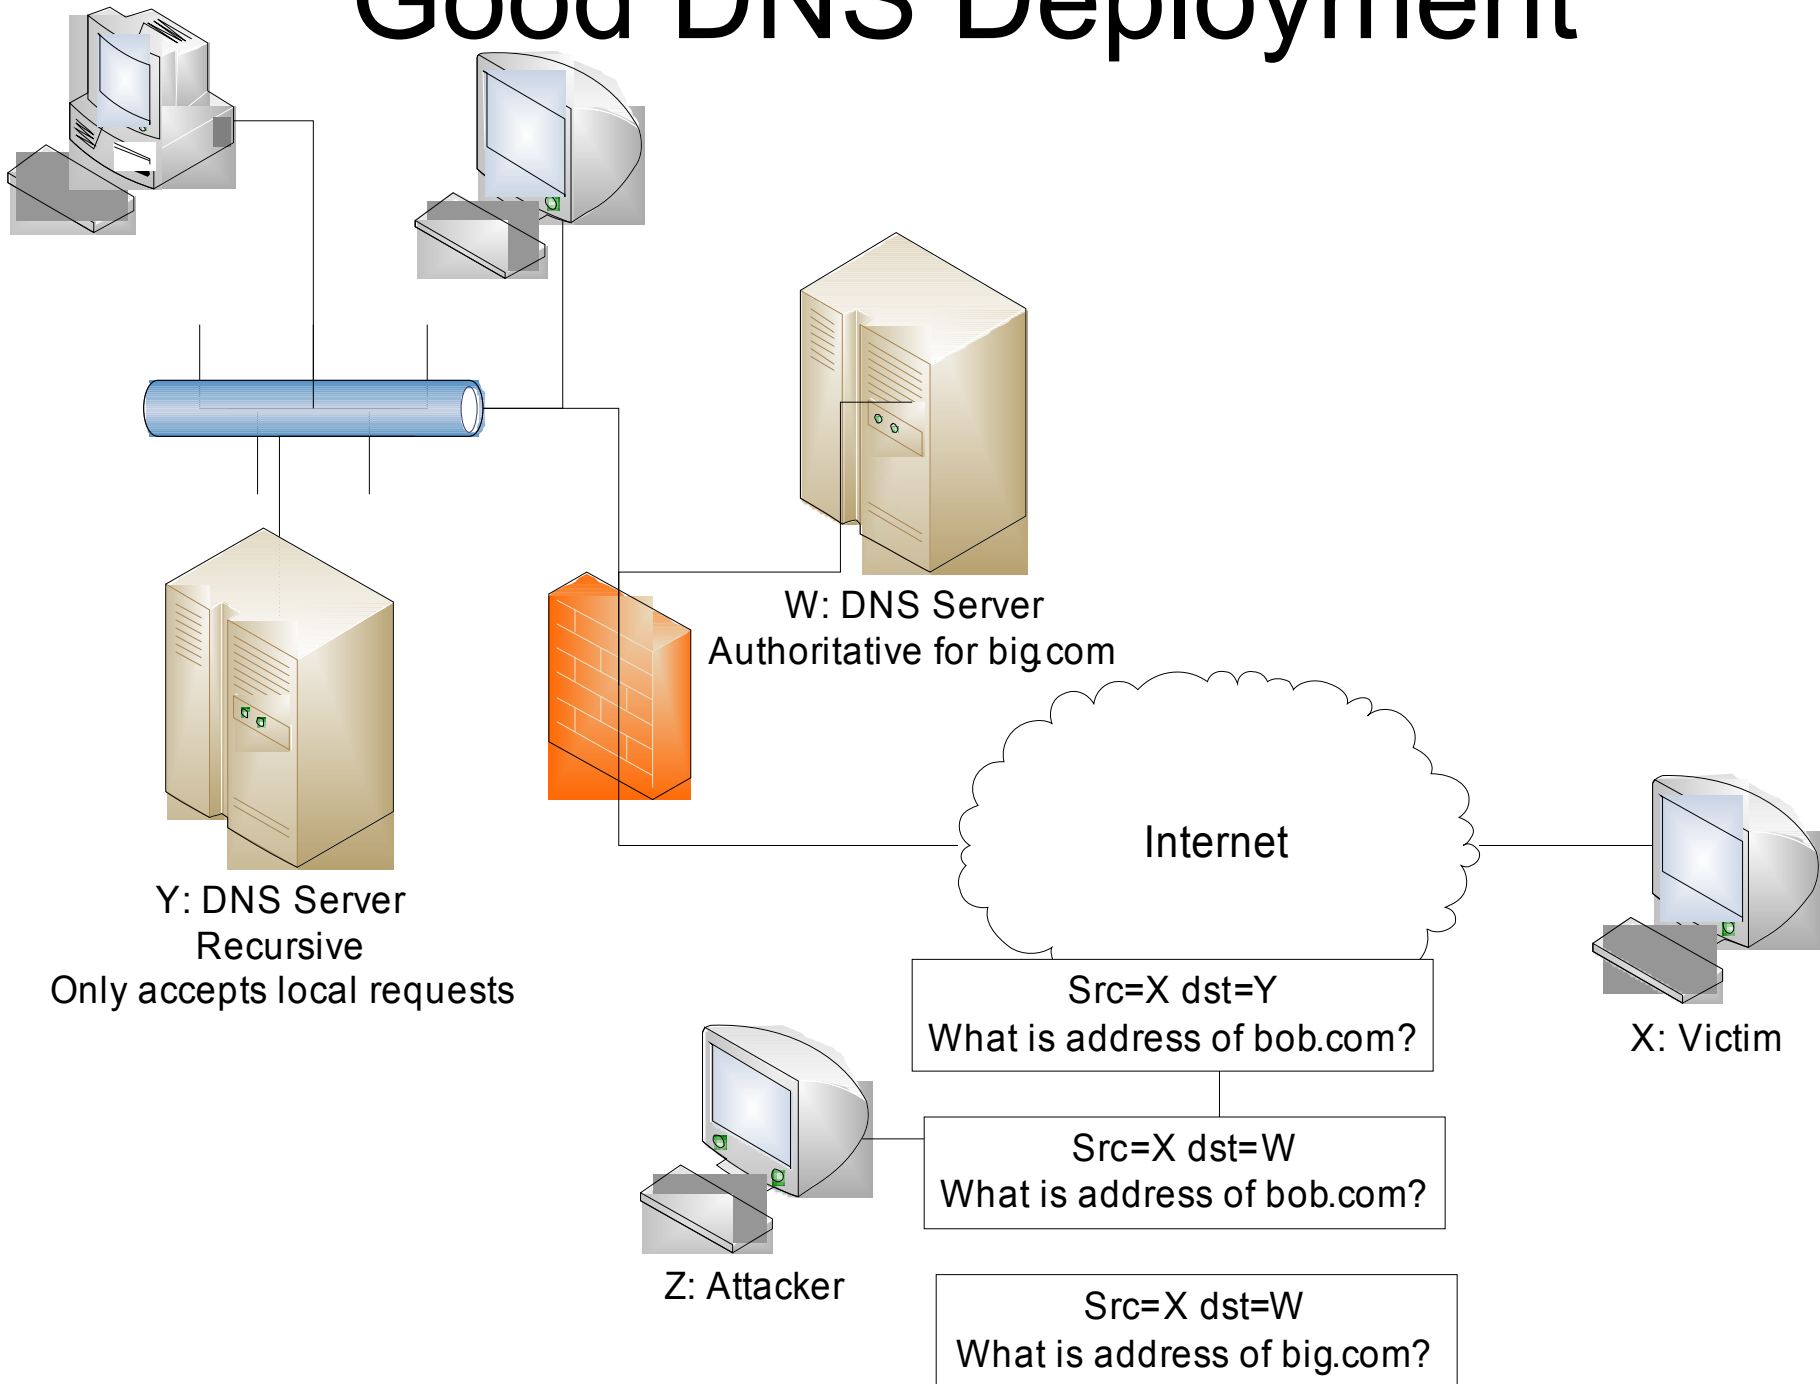 Good DNS Deployment
W: DNS Server
Authoritative for big.com
Internet
Y: DNS Server
Recursive
Only accepts local requests
Src=X dst=Y
What is address of bob.com?
X: Victim
Src=X dst=W
What is address of bob.com?
Z: Attacker
Src=X dst=W
What is address of big.com?